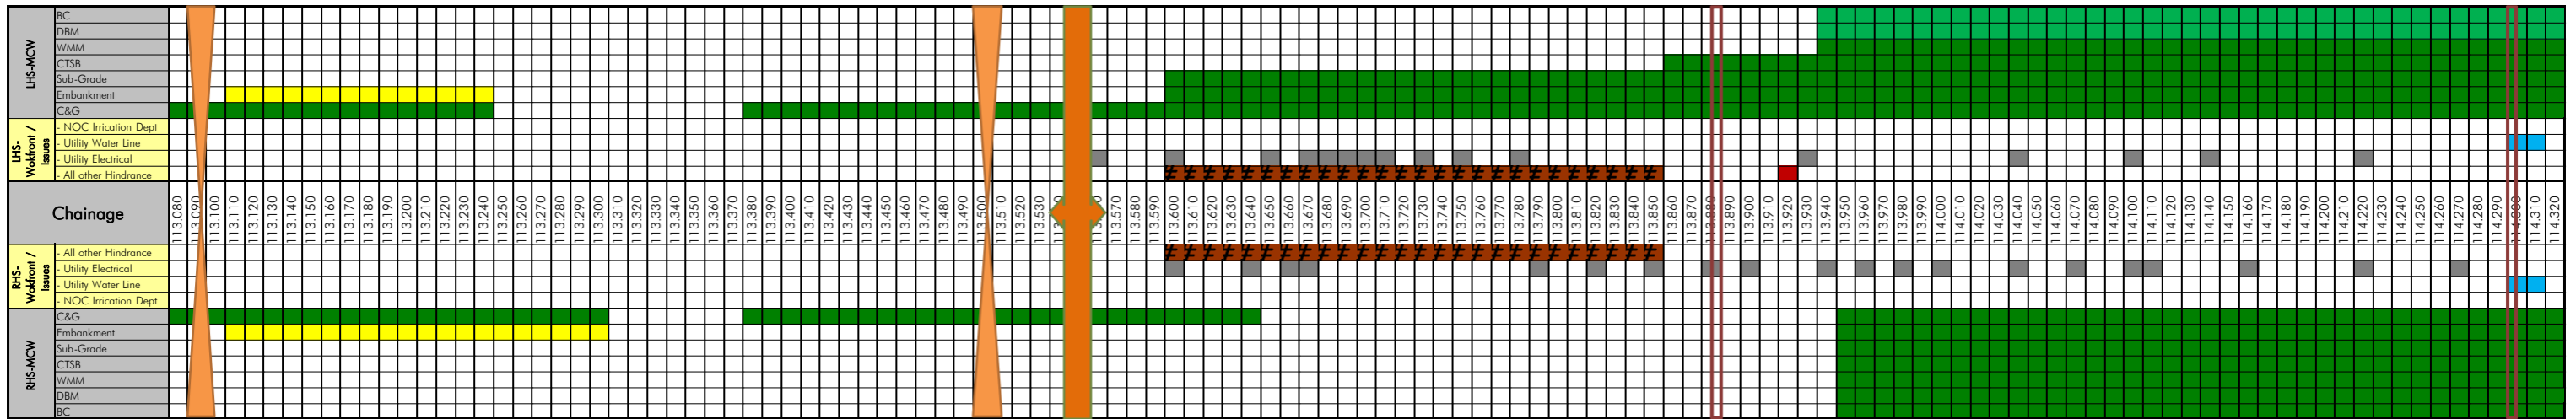 LHS-MCW
BC
DBM
WMM
CTSB
Sub-Grade
Embankment
C&G
LHS-
Wokfront /
Issues
- NOC Irrication Dept
- Utility Water Line
- Utility Electrical
- All other Hindrance
# # # # # # # # # # # # # # # # # # # # # # # # # #
Chainage
113.080 113.090 113.100 113.110 113.120 113.130 113.140 113.150 113.160 113.170 113.180 113.190 113.200 113.210 113.220 113.230 113.240 113.250 113.260 113.270 113.280 113.290 113.300 113.310 113.320 113.330 113.340 113.350 113.360 113.370 113.380 113.390 113.400 113.410 113.420 113.430 113.440 113.450 113.460 113.470 113.480 113.490 113.500 113.510 113.520 113.530 113.570 113.580 113.590 113.600 113.610 113.620 113.630 113.640 113.650 113.660 113.670 113.680 113.690 113.700 113.710 113.720 113.730 113.740 113.750 113.760 113.770 113.780 113.790 113.800 113.810 113.820 113.830 113.840 113.850 113.860 113.870 113.880 113.890 113.900 113.910 113.920 113.930 113.940 113.950 113.960 113.970 113.980 113.990 114.000 114.010 114.020 114.030 114.040 114.050 114.060 114.070 114.080 114.090 114.100 114.110 114.120 114.130 114.140 114.150 114.160 114.170 114.180 114.190 114.200 114.210 114.220 114.230 114.240 114.250 114.260 114.270 114.280 114.290 114.300 114.310 114.320
RHS-
Wokfront /
Issues
- All other Hindrance
# # # # # # # # # # # # # # # # # # # # # # # # # #
- Utility Electrical
- Utility Water Line
- NOC Irrication Dept
RHS-MCW
C&G
Embankment
Sub-Grade
CTSB
WMM
DBM
BC